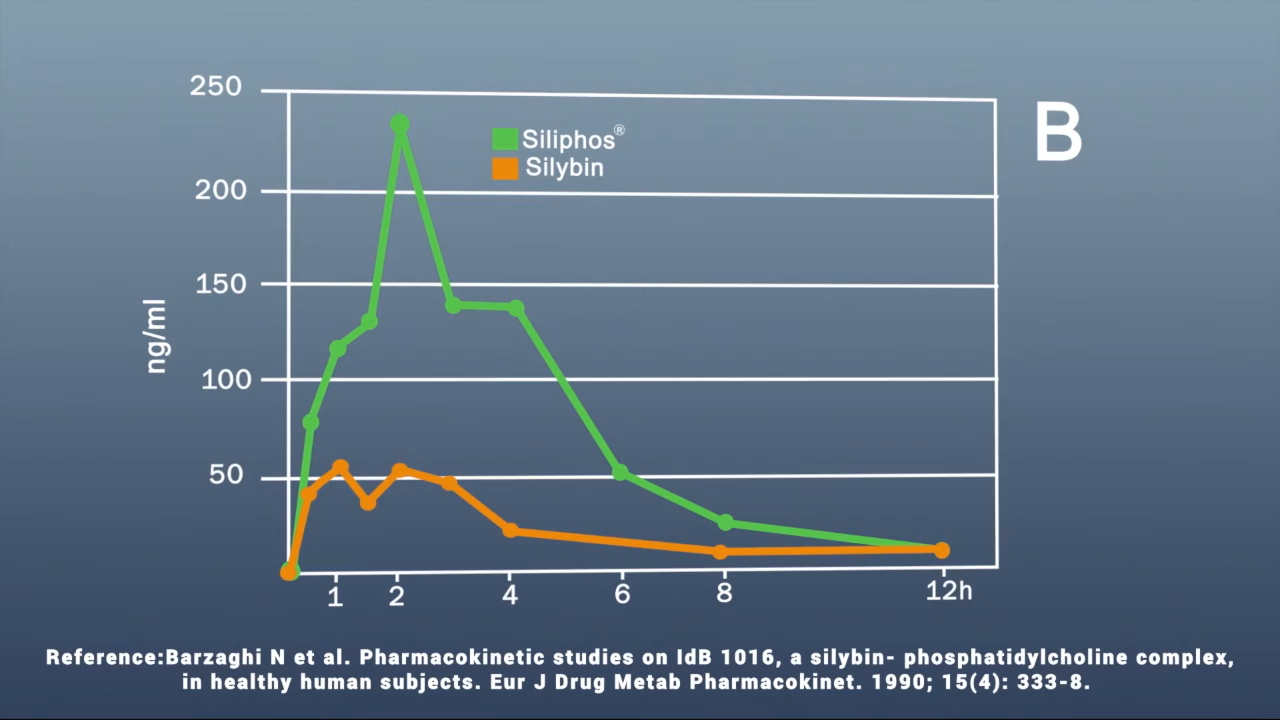 250
B
Siliphos®
Silybin
200
150
ng/ml
100
50
1 2 4 6 8 12h
Reference:Barzaghi N et al. Pharmacokinetic studies on IdB 1016, a silybin- phosphatidylcholine complex,
in healthy human subjects. Eur J Drug Metab Pharmacokinet. 1990; 15(4): 333-8.